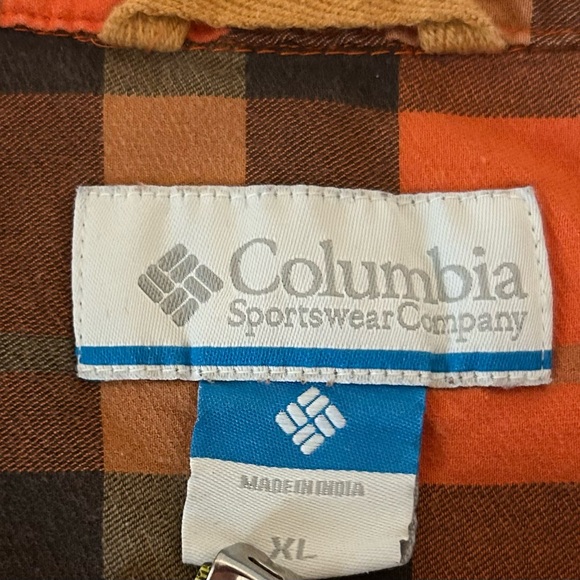 Columbia
Sportswear Company
MADE IN INDIA
XL